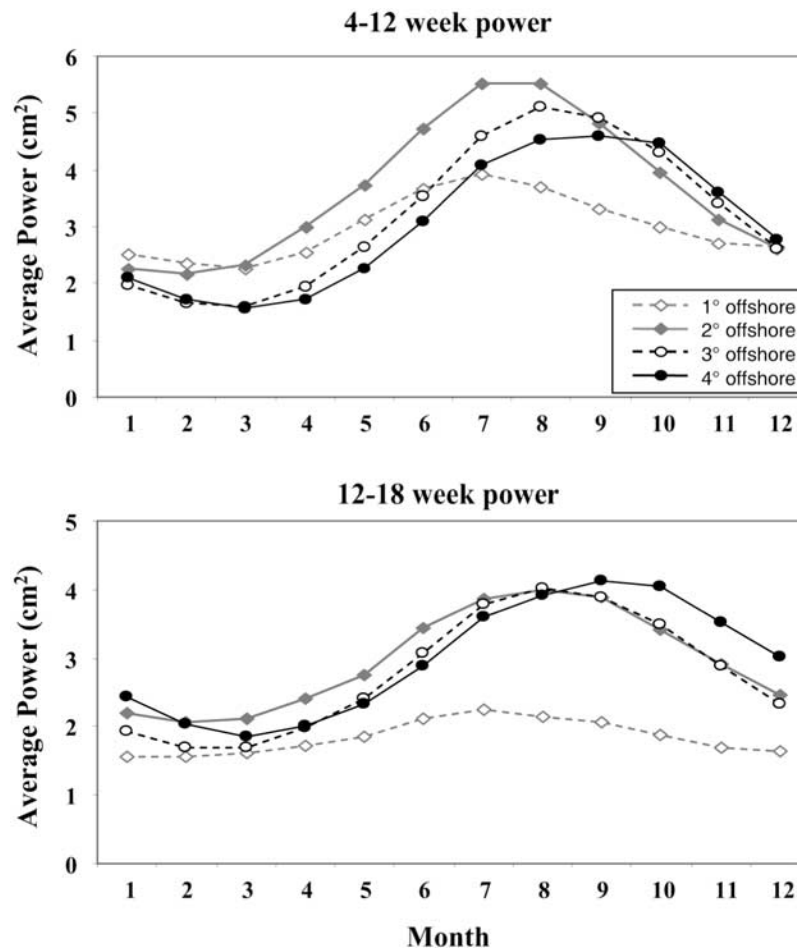 4-12 week power
6
5
4
3
2
1
0
Average Power (cm²)
1° offshore
2° offshore
3° offshore
4° offshore
1 2 3 4 5 6 7 8 9 10 11 12
12-18 week power
5
4
3
2
1
0
Average Power (cm²)
1 2 3 4 5 6 7 8 9 10 11 12
Month